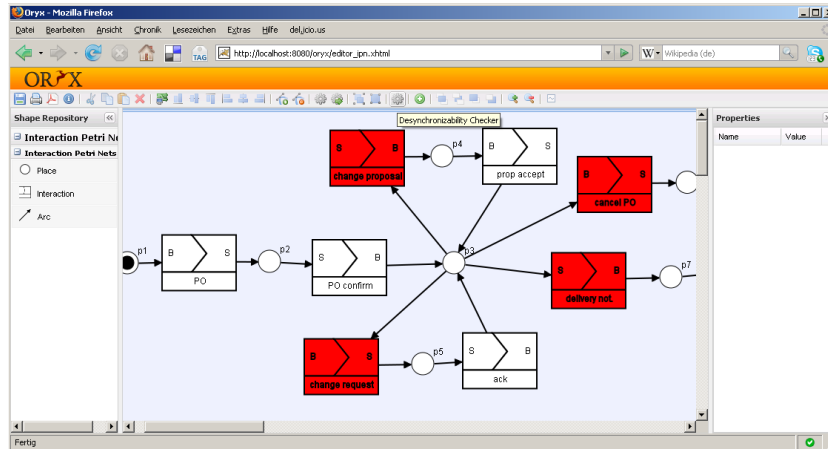 Oryx - Mozilla Firefox
Datei Bearbeiten Ansicht Chronik Lesezeichen Extras Hilfe del.icio.us
TAG http://localhost:8080/oryx/editor_ipn.xhtml W Wikipedia (de)
ORYX
Desynchronizability Checker
Shape Repository
Interaction Petri Ne
Interaction Petri Nets
Place
Interaction
Arc
Properties
Name Value
S B
change proposal
p4
B S
prop accept
B S
cancel PO
p1
B S
PO
p2
S B
PO confirm
p3
S B
delivery not.
p7
B S
change request
p5
S B
ack
Fertig